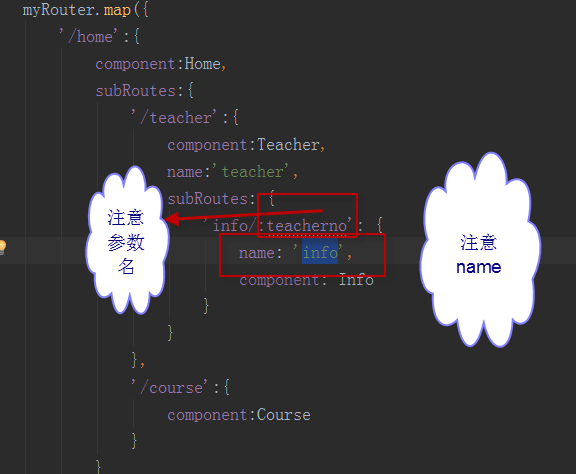 myRouter.map({
'/home':{
component:Home,
subRoutes:{
'/teacher':{
component:Teacher,
name:'teacher',
subRoutes: {
'info/:teacherno': {
name: 'info',
component: Info
}
}
},
'/course':{
component:Course
}
}
注意
参数
名
注意
name